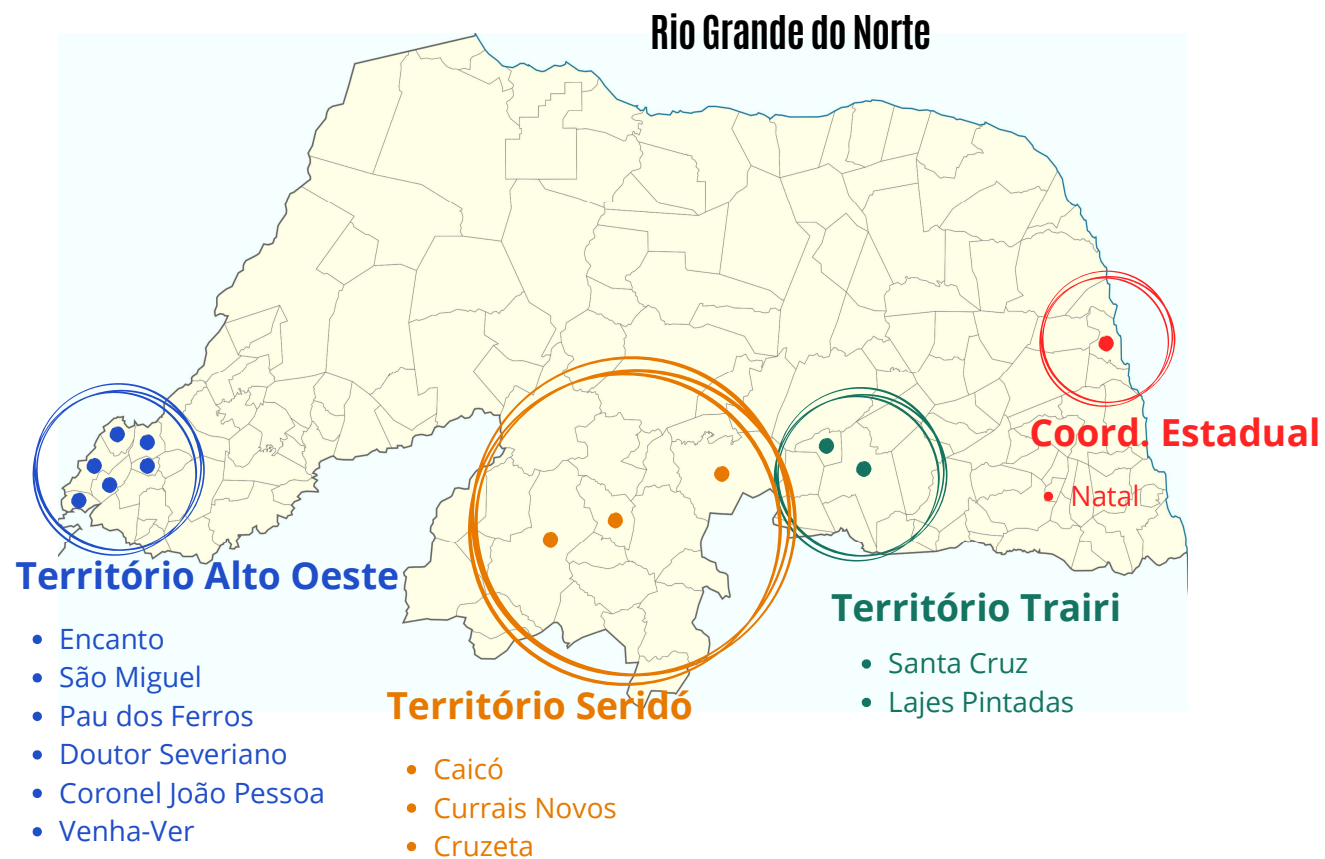 Rio Grande do Norte
Coord. Estadual
Natal
Território Alto Oeste
Encanto
São Miguel
Pau dos Ferros
Doutor Severiano
Coronel João Pessoa
Venha-Ver
Território Seridó
Caicó
Currais Novos
Cruzeta
Território Trairi
Santa Cruz
Lajes Pintadas